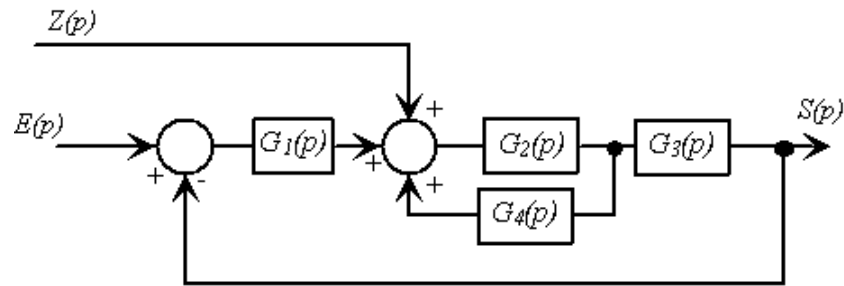 Z(p)
E(p)
+
-
G₁(p)
+
+
+
G₂(p)
G₄(p)
G₃(p)
S(p)